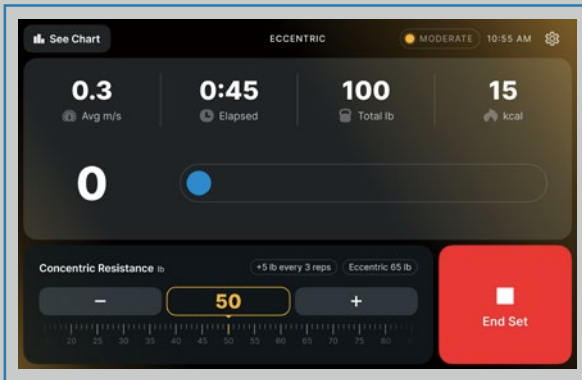 See Chart
ECCENTRIC
MODERATE
10:55 AM
0.3
Avg m/s
0:45
Elapsed
100
Total lb
15
kcal
0
Concentric Resistance lb
+5 lb every 3 reps
Eccentric 65 lb
−
50
+
20 25 30 35 40 45 50 55 60 65 70 75 80
End Set